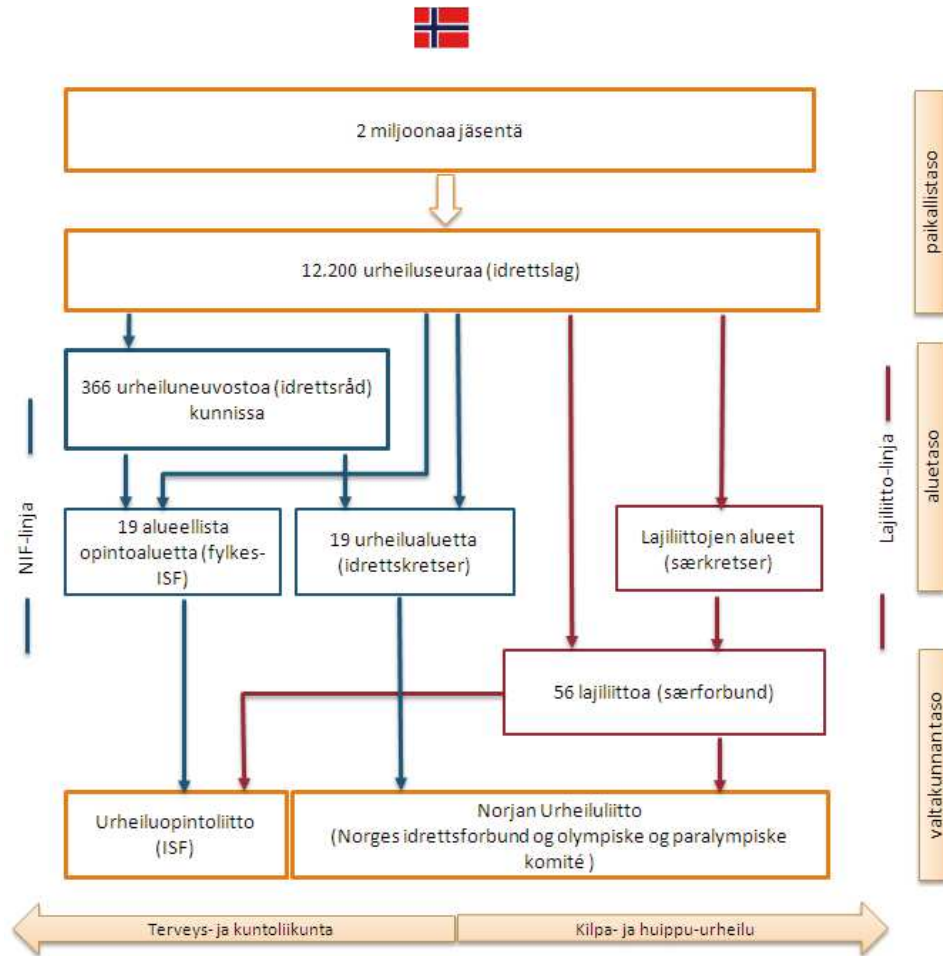 2 miljoonaa jäsentä
12.200 urheiluseuraa (idrettslag)
366 urheiluneuvostoa (idrettsråd)
kunnissa
19 alueellista
opintoaluetta (fylkes-
ISF)
19 urheilualuetta
(idrettskretser)
Lajiliittojen alueet
(særkretser)
56 lajiliittoa (særforbund)
Urheiluopintoliitto
(ISF)
Norjan Urheiluliitto
(Norges idrettsforbund og olympiske og paralympiske
komité )
NIF-linja
Lajiliitto-linja
paikallistaso
aluetaso
valtakunnan taso
Terveys- ja kuntoliikunta
Kilpa- ja huippu-urheilu